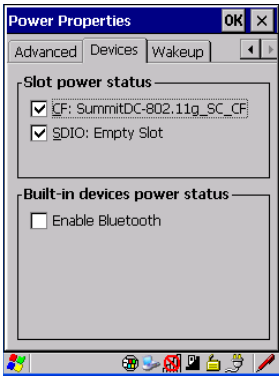 Power Properties OK ×
Advanced Devices Wakeup
Slot power status
CF: SummitDC-802.11g_SC_CF
SDIO: Empty Slot
Built-in devices power status
Enable Bluetooth